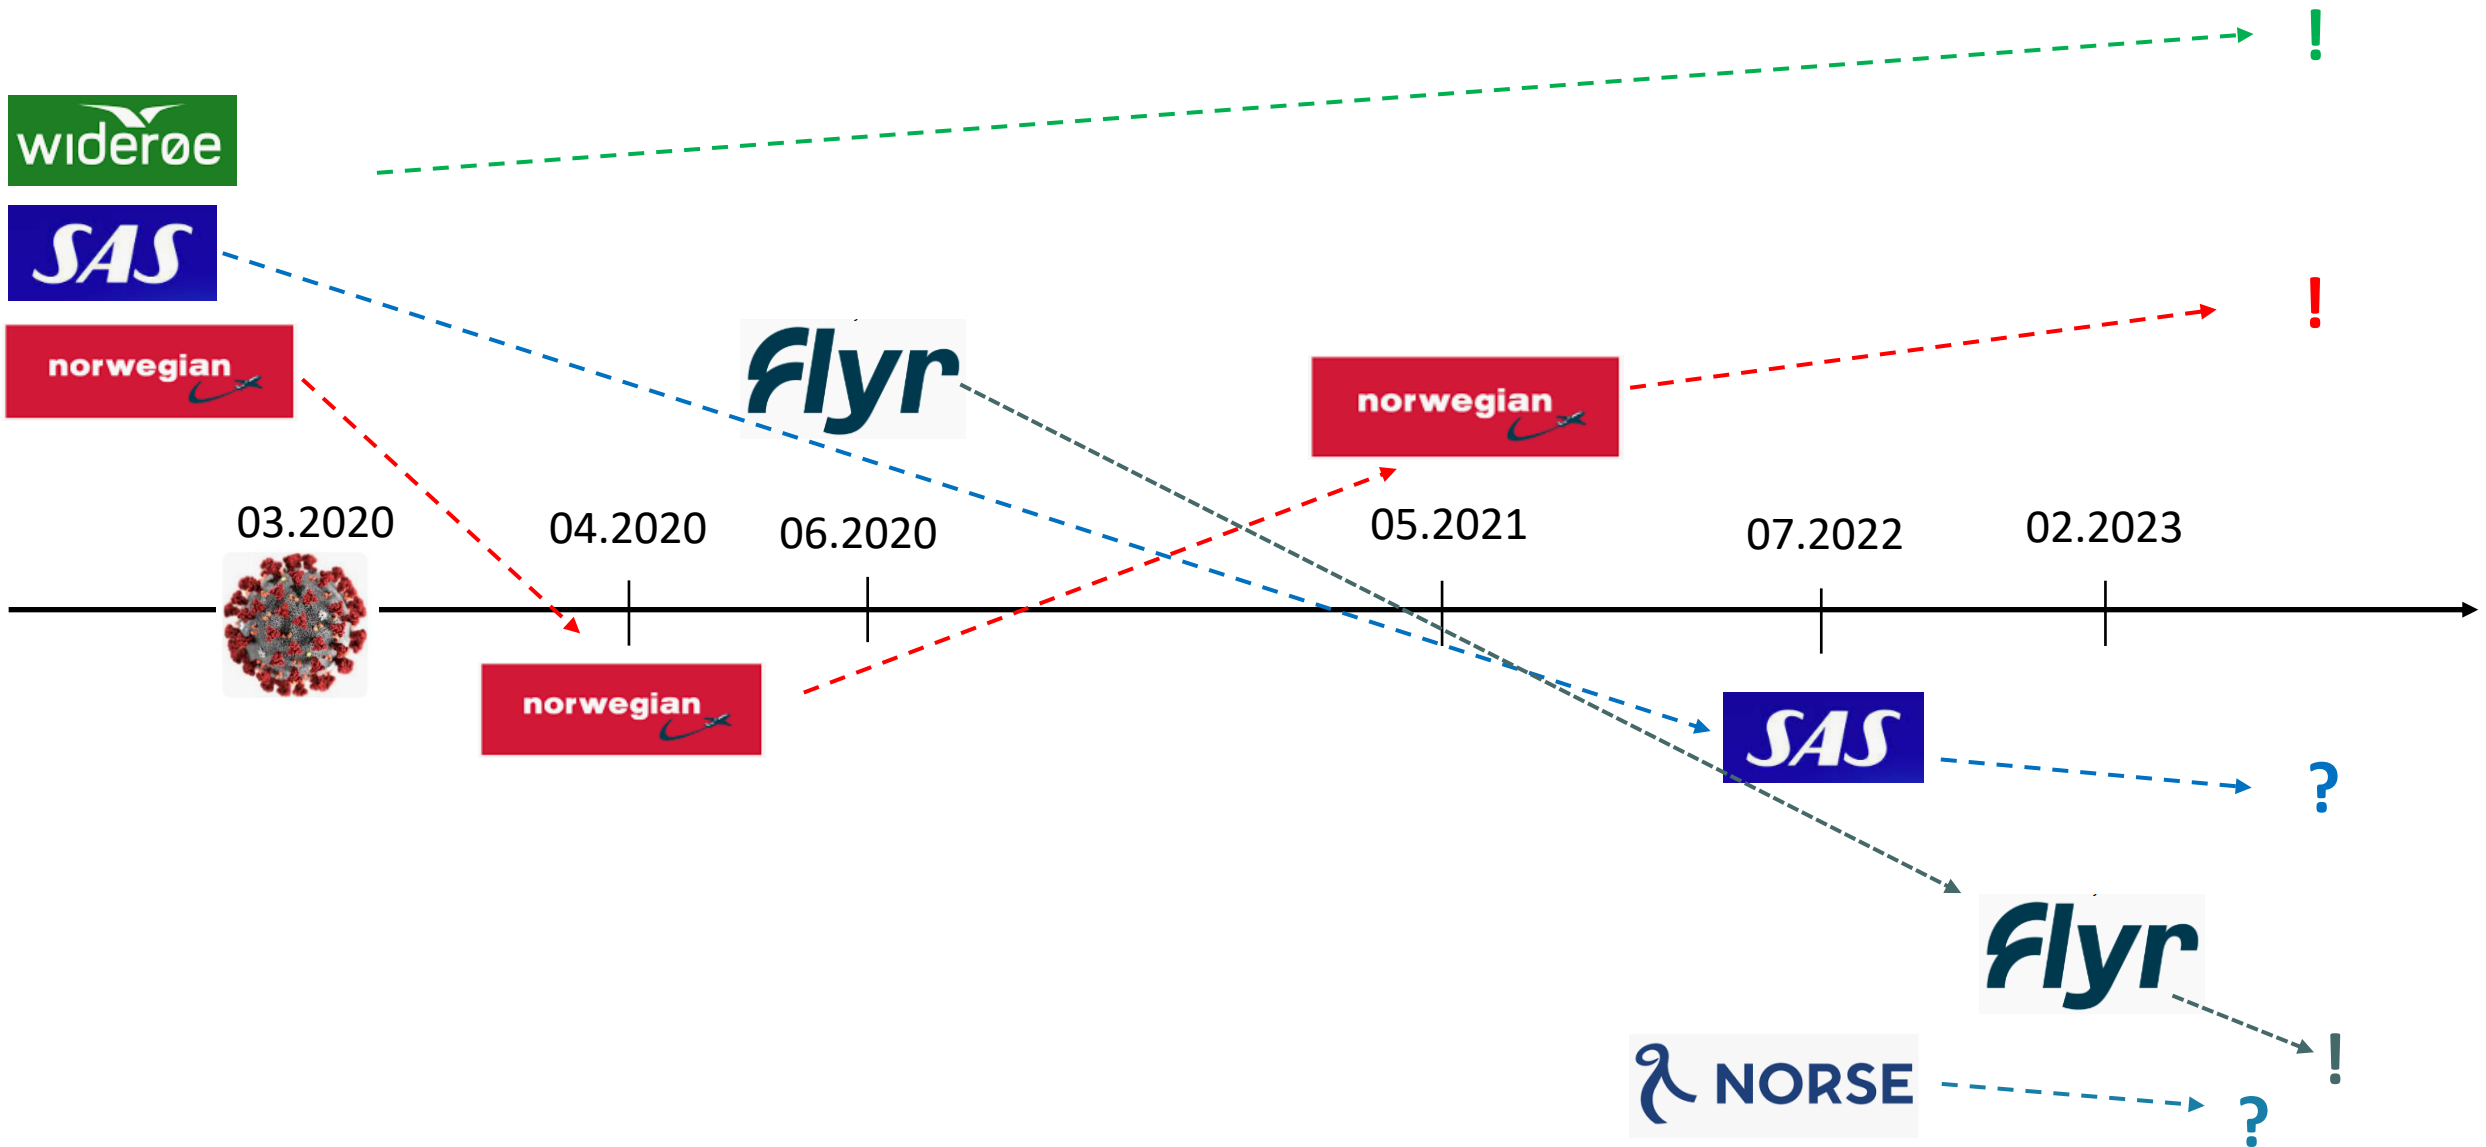 !
widerøe
SAS
norwegian
flyr
norwegian
!
03.2020
04.2020
06.2020
05.2021
07.2022
02.2023
norwegian
SAS
?
flyr
NORSE
!
?